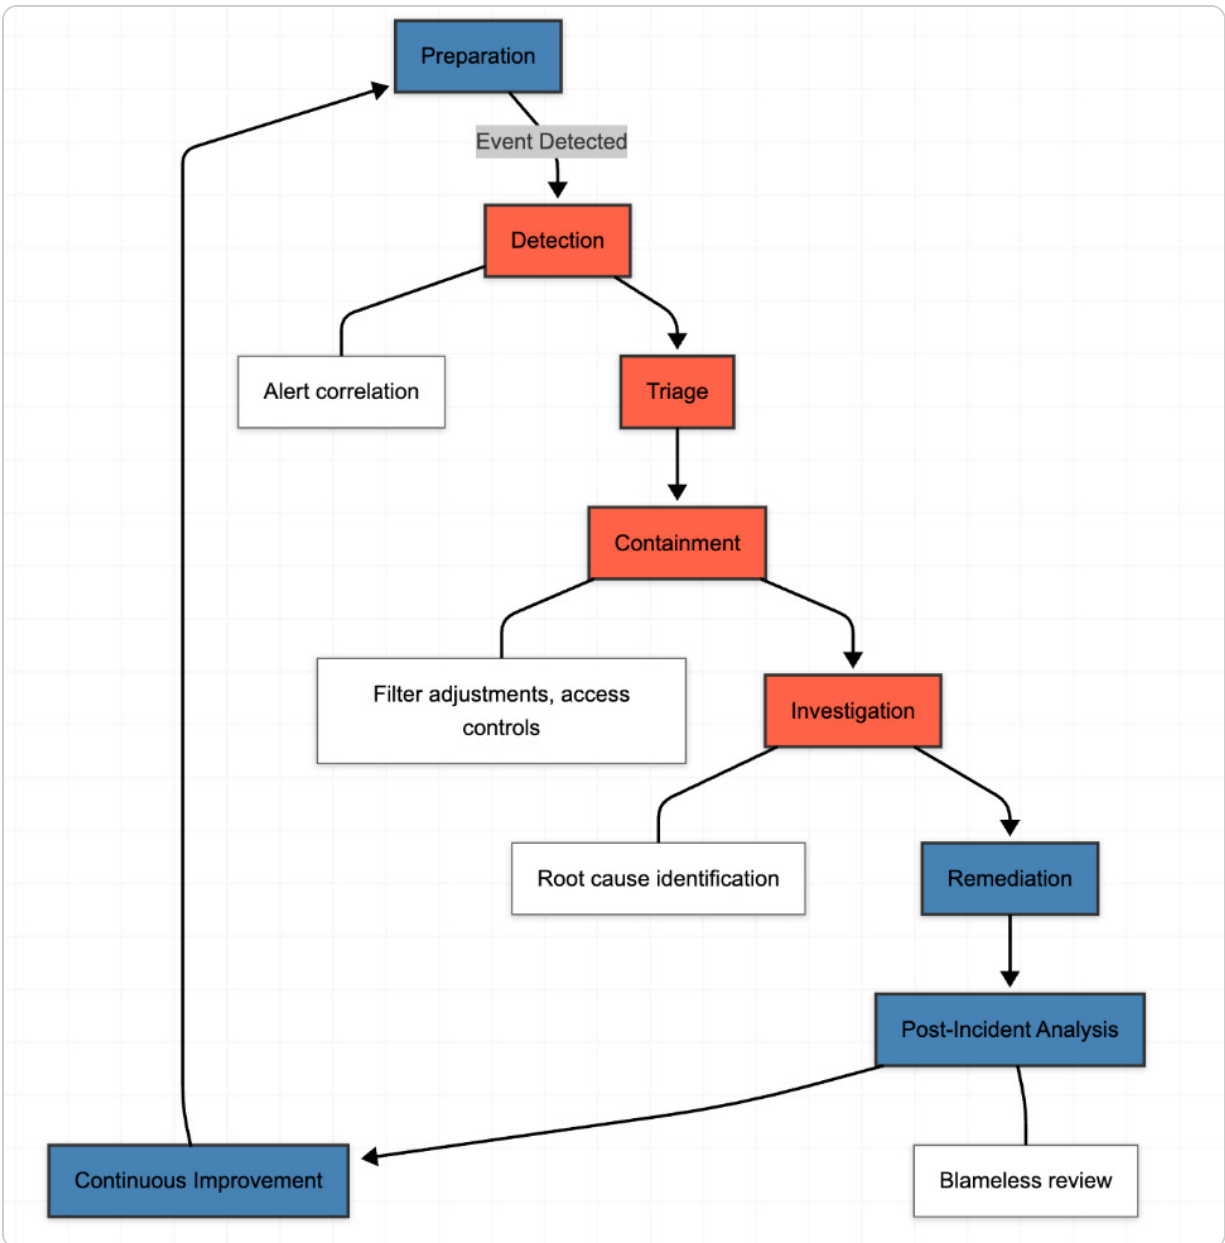 Preparation
Event Detected
Detection
Alert correlation
Triage
Containment
Filter adjustments, access
controls
Investigation
Root cause identification
Remediation
Post-Incident Analysis
Continuous Improvement
Blameless review